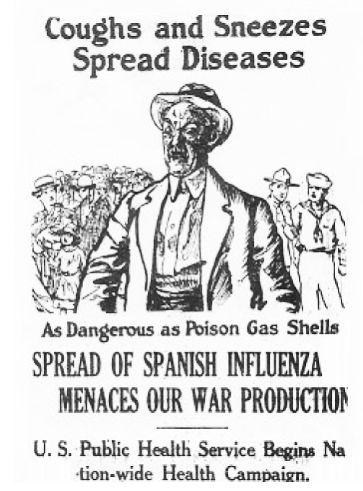 Coughs and Sneezes
Spread Diseases
As Dangerous as Poison Gas Shells
SPREAD OF SPANISH INFLUENZA
MENACES OUR WAR PRODUCTION
U. S. Public Health Service Begins Na
tion-wide Health Campaign.